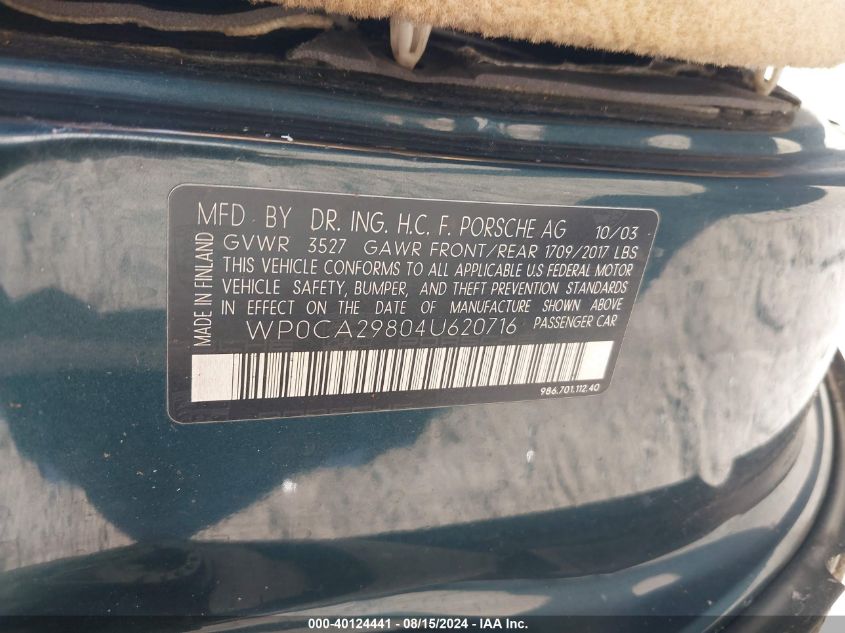 MFD BY DR. ING. H.C. F. PORSCHE AG 10/03
GVWR 3527 GAWR FRONT/REAR 1709/2017 LBS
THIS VEHICLE CONFORMS TO ALL APPLICABLE U.S FEDERAL MOTOR
VEHICLE SAFETY, BUMPER, AND THEFT PREVENTION STANDARDS
IN EFFECT ON THE DATE OF MANUFACTURE SHOWN ABOVE
WP0CA29804U620716 PASSENGER CAR
986.701.112.40
MADE IN FINLAND
000-40124441 - 08/15/2024 - IAA Inc.